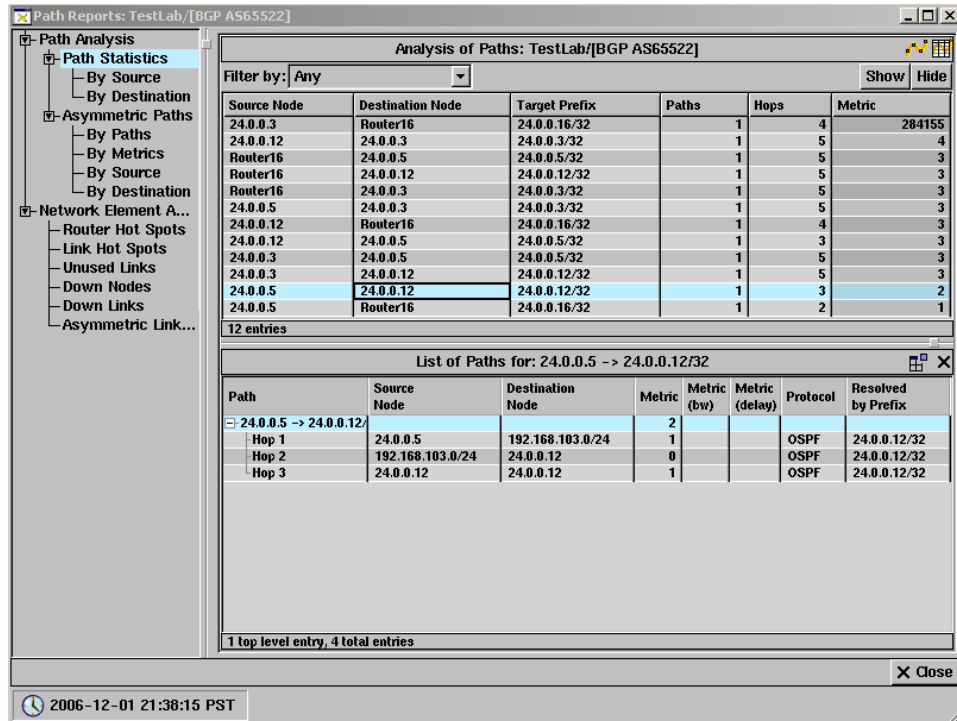 Path Reports: TestLab/[BGP AS65522]
Path Analysis
Path Statistics
By Source
By Destination
Asymmetric Paths
By Paths
By Metrics
By Source
By Destination
Network Element A...
Router Hot Spots
Link Hot Spots
Unused Links
Down Nodes
Down Links
Asymmetric Link...
Analysis of Paths: TestLab/[BGP AS65522]
Filter by: Any Show Hide
Source Node Destination Node Target Prefix Paths Hops Metric
24.0.0.3 Router16 24.0.0.16/32 1 4 284155
24.0.0.12 24.0.0.3 24.0.0.3/32 1 5 4
Router16 24.0.0.5 24.0.0.5/32 1 5 3
Router16 24.0.0.12 24.0.0.12/32 1 5 3
Router16 24.0.0.3 24.0.0.3/32 1 5 3
24.0.0.5 24.0.0.3 24.0.0.3/32 1 5 3
24.0.0.12 Router16 24.0.0.16/32 1 4 3
24.0.0.12 24.0.0.5 24.0.0.5/32 1 3 3
24.0.0.3 24.0.0.5 24.0.0.5/32 1 5 3
24.0.0.3 24.0.0.12 24.0.0.12/32 1 5 3
24.0.0.5 24.0.0.12 24.0.0.12/32 1 3 2
24.0.0.5 Router16 24.0.0.16/32 1 2 1
12 entries
List of Paths for: 24.0.0.5 -> 24.0.0.12/32
Path Source Node Destination Node Metric Metric (bw) Metric (delay) Protocol Resolved by Prefix
24.0.0.5 -> 24.0.0.12/ 2
Hop 1 24.0.0.5 192.168.103.0/24 1 OSPF 24.0.0.12/32
Hop 2 192.168.103.0/24 24.0.0.12 0 OSPF 24.0.0.12/32
Hop 3 24.0.0.12 24.0.0.12 1 OSPF 24.0.0.12/32
1 top level entry, 4 total entries
Close
2006-12-01 21:38:15 PST